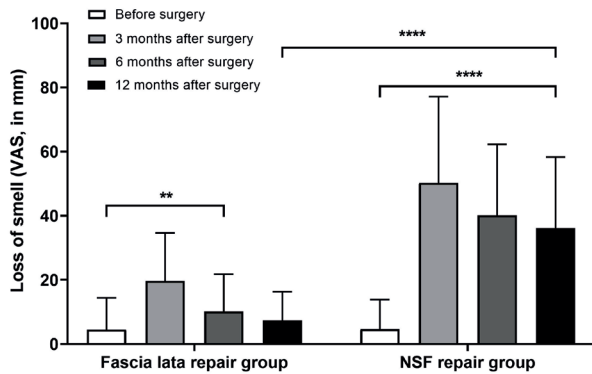 100
80
60
40
20
0
Loss of smell (VAS, in mm)
Before surgery
3 months after surgery
6 months after surgery
12 months after surgery
****
****
**
Fascia lata repair group
NSF repair group